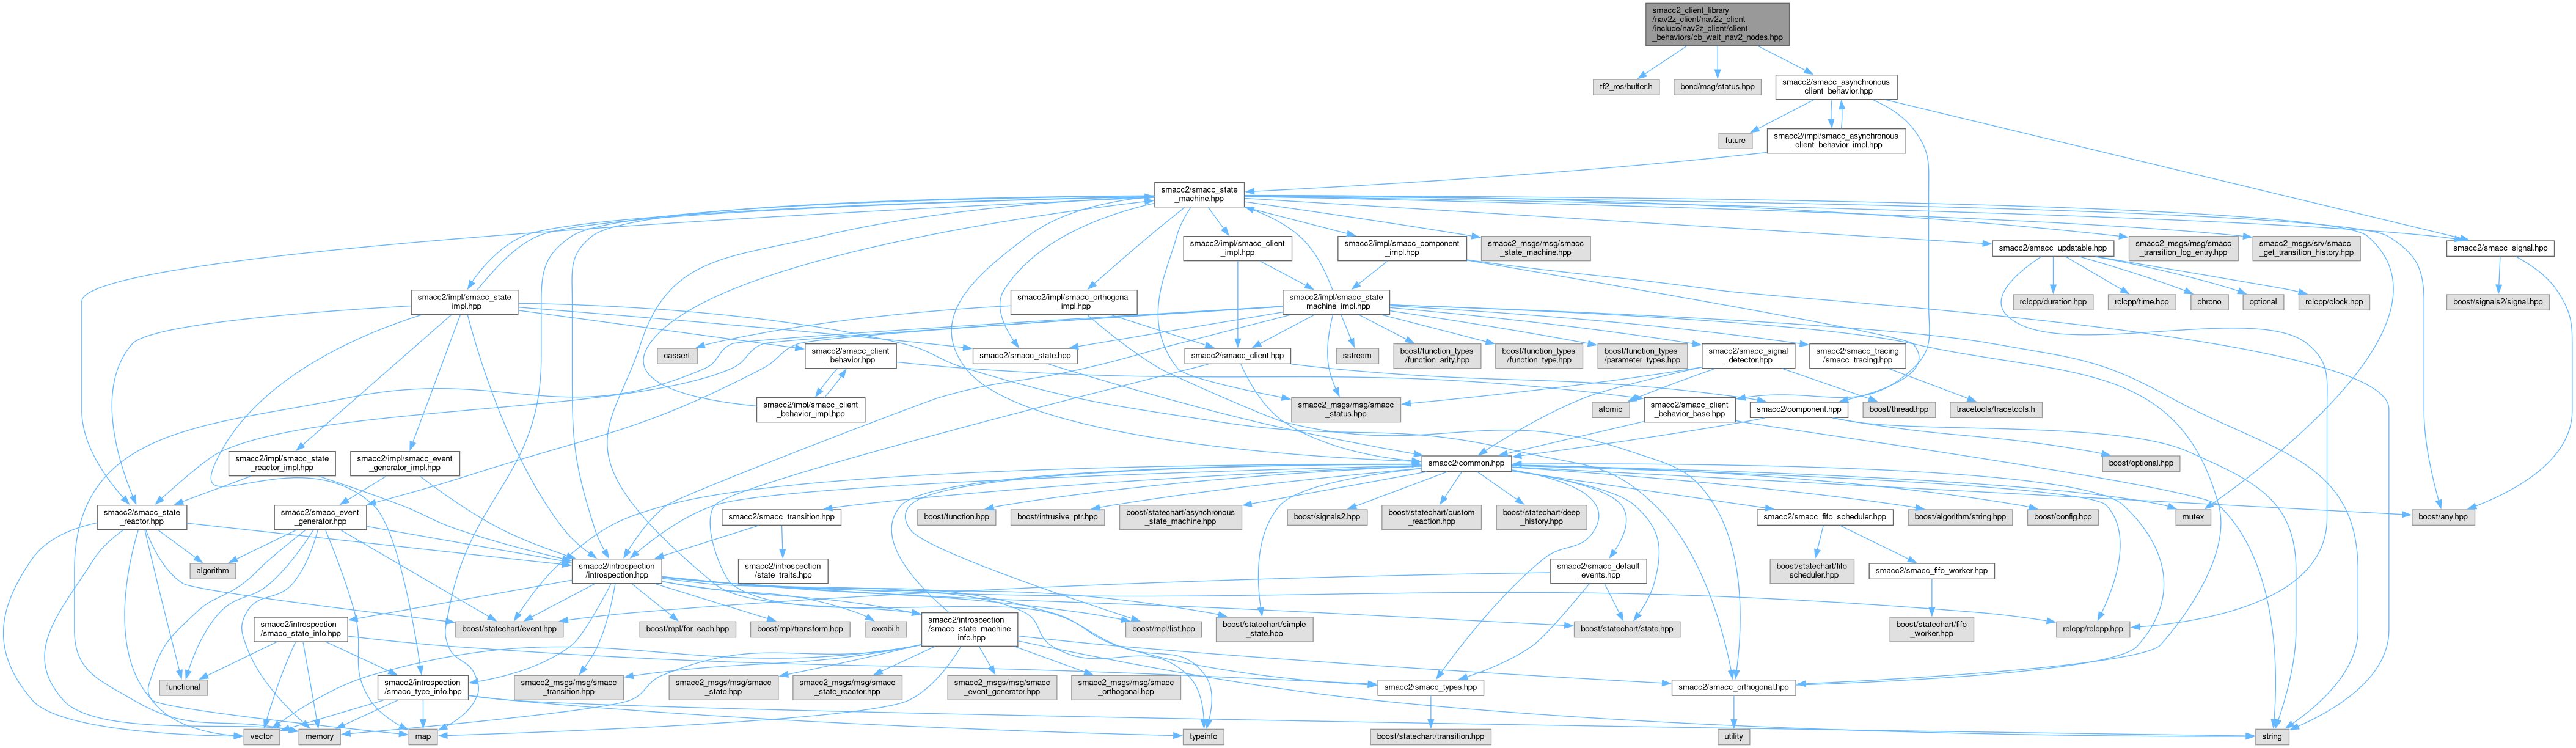 smacc2_client_library
/nav2z_client/nav2z_client
/include/nav2z_client/client
_behaviors/cb_wait_nav2_nodes.hpp
tf2_ros/buffer.h
bond/msg/status.hpp
smacc2/smacc_asynchronous
_client_behavior.hpp
future
smacc2/impl/smacc_asynchronous
_client_behavior_impl.hpp
smacc2/smacc_state
_machine.hpp
smacc2/impl/smacc_client
_impl.hpp
smacc2/impl/smacc_component
_impl.hpp
smacc2_msgs/msg/smacc
_state_machine.hpp
smacc2/smacc_updatable.hpp
smacc2_msgs/msg/smacc
_transition_log_entry.hpp
smacc2_msgs/srv/smacc
_get_transition_history.hpp
smacc2/smacc_signal.hpp
smacc2/impl/smacc_state
_impl.hpp
smacc2/impl/smacc_orthogonal
_impl.hpp
smacc2/impl/smacc_state
_machine_impl.hpp
rclcpp/duration.hpp
rclcpp/time.hpp
chrono
optional
rclcpp/clock.hpp
boost/signals2/signal.hpp
cassert
smacc2/smacc_client
_behavior.hpp
smacc2/smacc_state.hpp
smacc2/smacc_client.hpp
sstream
boost/function_types
/function_arity.hpp
boost/function_types
/function_type.hpp
boost/function_types
/parameter_types.hpp
smacc2/smacc_signal
_detector.hpp
smacc2/smacc_tracing
/smacc_tracing.hpp
smacc2/impl/smacc_client
_behavior_impl.hpp
smacc2_msgs/msg/smacc
_status.hpp
atomic
smacc2/smacc_client
_behavior_base.hpp
boost/thread.hpp
smacc2/component.hpp
tracetools/tracetools.h
smacc2/impl/smacc_state
_reactor_impl.hpp
smacc2/impl/smacc_event
_generator_impl.hpp
smacc2/common.hpp
boost/optional.hpp
smacc2/smacc_state
_reactor.hpp
smacc2/smacc_event
_generator.hpp
smacc2/smacc_transition.hpp
boost/function.hpp
boost/intrusive_ptr.hpp
boost/statechart/asynchronous
_state_machine.hpp
boost/signals2.hpp
boost/statechart/custom
_reaction.hpp
boost/statechart/deep
_history.hpp
smacc2/smacc_fifo_scheduler.hpp
boost/algorithm/string.hpp
boost/config.hpp
mutex
boost/any.hpp
algorithm
smacc2/introspection
/introspection.hpp
smacc2/introspection
/state_traits.hpp
smacc2/smacc_default
_events.hpp
boost/statechart/fifo
_scheduler.hpp
smacc2/smacc_fifo_worker.hpp
smacc2/introspection
/smacc_state_info.hpp
boost/statechart/event.hpp
boost/mpl/for_each.hpp
boost/mpl/transform.hpp
cxxabi.h
smacc2/introspection
/smacc_state_machine
_info.hpp
boost/mpl/list.hpp
boost/statechart/simple
_state.hpp
boost/statechart/state.hpp
boost/statechart/fifo
_worker.hpp
rclcpp/rclcpp.hpp
functional
smacc2/introspection
/smacc_type_info.hpp
smacc2_msgs/msg/smacc
_transition.hpp
smacc2_msgs/msg/smacc
_state.hpp
smacc2_msgs/msg/smacc
_state_reactor.hpp
smacc2_msgs/msg/smacc
_event_generator.hpp
smacc2_msgs/msg/smacc
_orthogonal.hpp
smacc2/smacc_types.hpp
smacc2/smacc_orthogonal.hpp
vector
memory
map
typeinfo
boost/statechart/transition.hpp
utility
string